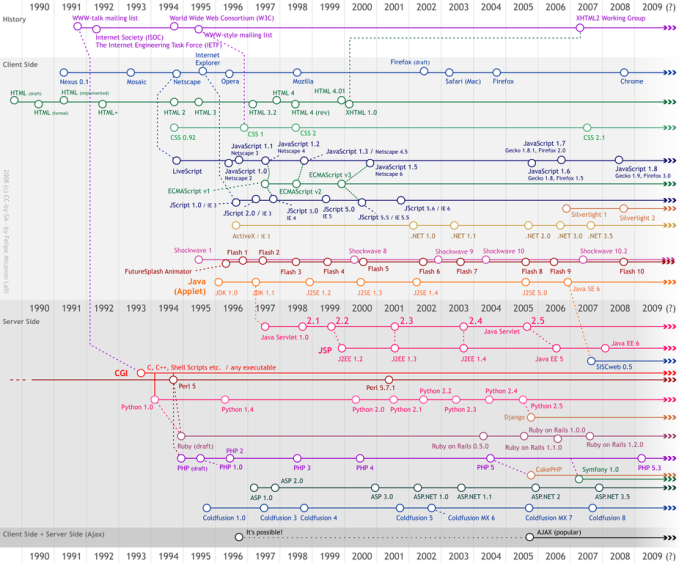 1990 1991 1992 1993 1994 1995 1996 1997 1998 1999 2000 2001 2002 2003 2004 2005 2006 2007 2008 2009 (?)
History
WWW-talk mailing list
World Wide Web Consortium (W3C)
XHTML2 Working Group
Internet Society (ISOC)
WWW-style mailing list
The Internet Engineering Task Force (IETF)
Client Side
Internet
Explorer
Firefox (draft)
Nexus 0.1
Mosaic
Netscape
Opera
Mozilla
Safari (Mac)
Firefox
Chrome
HTML (draft)
HTML (implemented)
HTML 4
HTML 4.01
HTML (formal)
HTML+
HTML 2
HTML 3
HTML 3.2
HTML 4 (rev)
XHTML 1.0
CSS 0.92
CSS 1
CSS 2
CSS 2.1
JavaScript 1.1
Netscape 3
JavaScript 1.2
Netscape 4
JavaScript 1.3 / Netscape 4.5
JavaScript 1.7
Gecko 1.8.1, Firefox 2.0
LiveScript
JavaScript 1.0
Netscape 2
JavaScript 1.5
Netscape 6
JavaScript 1.6
Gecko 1.8, Firefox 1.5
JavaScript 1.8
Gecko 1.9, Firefox 3.0
ECMAScript v3
ECMAScript v1
ECMAScript v2
JScript 1.0 / IE 3
JScript 2.0 / IE 3
JScript 3.0
IE 4
JScript 5.0
IE 5
JScript 5.5 / IE 5.5
JScript 5.6 / IE 6
Silverlight 1
Silverlight 2
ActiveX / IE 3
.NET 1.0
.NET 1.1
.NET 2.0
.NET 3.0
.NET 3.5
Shockwave 1
Flash 1
Flash 2
Shockwave 8
Shockwave 9
Shockwave 10
Shockwave 10.2
FutureSplash Animator
Flash 3
Flash 4
Flash 5
Flash 6
Flash 7
Flash 8
Flash 9
Flash 10
Java
(Applet)
JDK 1.0
JDK 1.1
J2SE 1.2
J2SE 1.3
J2SE 1.4
J2SE 5.0
Java SE 6
1990 1991 1992 1993 1994 1995 1996 1997 1998 1999 2000 2001 2002 2003 2004 2005 2006 2007 2008 2009 (?)
Server Side
2.1
2.2
2.3
2.4
2.5
Java Servlet 1.0
Java Servlet
JSP
J2EE 1.2
J2EE 1.3
J2EE 1.4
Java EE 5
Java EE 6
SISCweb 0.5
CGI
C, C++, Shell Scripts etc. / any executable
Perl 5
Perl 5.7.1
Python 2.2
Python 2.4
Python 1.0
Python 1.4
Python 2.0
Python 2.1
Python 2.3
Python 2.5
Django
Ruby on Rails 1.0.0
Ruby (draft)
Ruby on Rails 0.5.0
Ruby on Rails 1.1.0
Ruby on Rails 1.2.0
PHP 2
PHP (draft)
PHP 1.0
PHP 3
PHP 4
PHP 5
PHP 5.3
CakePHP
Symfony 1.0
ASP 2.0
ASP 1.0
ASP 3.0
ASP.NET 1.0
ASP.NET 1.1
ASP.NET 2
ASP.NET 3.5
Coldfusion 1.0
Coldfusion 3
Coldfusion 4
Coldfusion 5
Coldfusion MX 6
Coldfusion MX 7
Coldfusion 8
Client Side + Server Side (Ajax)
It's possible!
AJAX (popular)
1990 1991 1992 1993 1994 1995 1996 1997 1998 1999 2000 2001 2002 2003 2004 2005 2006 2007 2008 2009 (?)